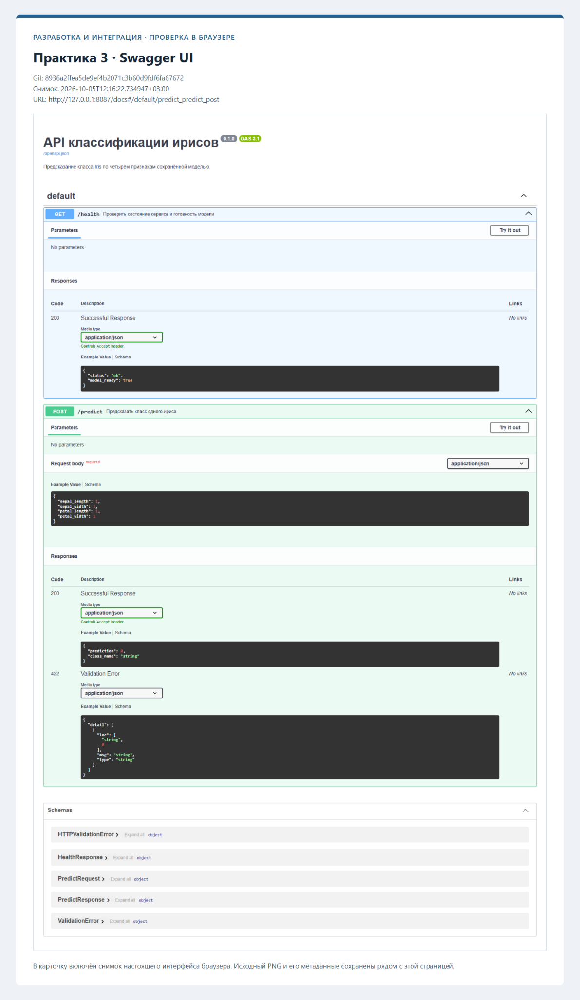 РАЗРАБОТКА И ИНТЕГРАЦИЯ · ПРОВЕРКА В БРАУЗЕРЕ
Практика 3 · Swagger UI
Git: 8936a2ffea5de9ef4b2071c3b60d9fdf6fa67672
Снимок: 2026-10-05T12:16:22.734947+03:00
URL: http://127.0.0.1:8087/docs#/default/predict_predict_post
API классификации ирисов 0.1.0 OAS 3.1
/openapi.json
Предсказание класса Iris по четырём признакам сохранённой моделью.
default
GET /health Проверить состояние сервиса и готовность модели
Parameters Try it out
No parameters
Responses
Code Description Links
200 Successful Response No links
Media type
application/json
Controls Accept header.
Example Value Schema
{
"status": "ok",
"model_ready": true
}
POST /predict Предсказать класс одного ириса
Parameters Try it out
No parameters
Request body required application/json
Example Value Schema
{
"sepal_length": 1,
"sepal_width": 1,
"petal_length": 1,
"petal_width": 1
}
Responses
Code Description Links
200 Successful Response No links
Media type
application/json
Controls Accept header.
Example Value Schema
{
"prediction": 0,
"class_name": "string"
}
422 Validation Error No links
Media type
application/json
Example Value Schema
{
"detail": [
{
"loc": [
"string",
0
],
"msg": "string",
"type": "string"
}
]
}
Schemas
HTTPValidationError Expand all object
HealthResponse Expand all object
PredictRequest Expand all object
PredictResponse Expand all object
ValidationError Expand all object
В карточку включён снимок настоящего интерфейса браузера. Исходный PNG и его метаданные сохранены рядом с этой страницей.